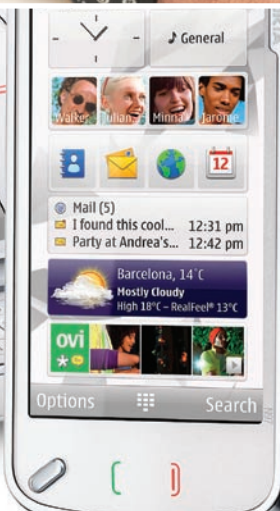 ♪ General
Walker Julian Minna Jarome
12
@ Mail (5)
I found this cool... 12:31 pm
Party at Andrea's... 12:42 pm
Barcelona, 14°C
Mostly Cloudy
High 18°C – RealFeel® 13°C
ovi
Options Search